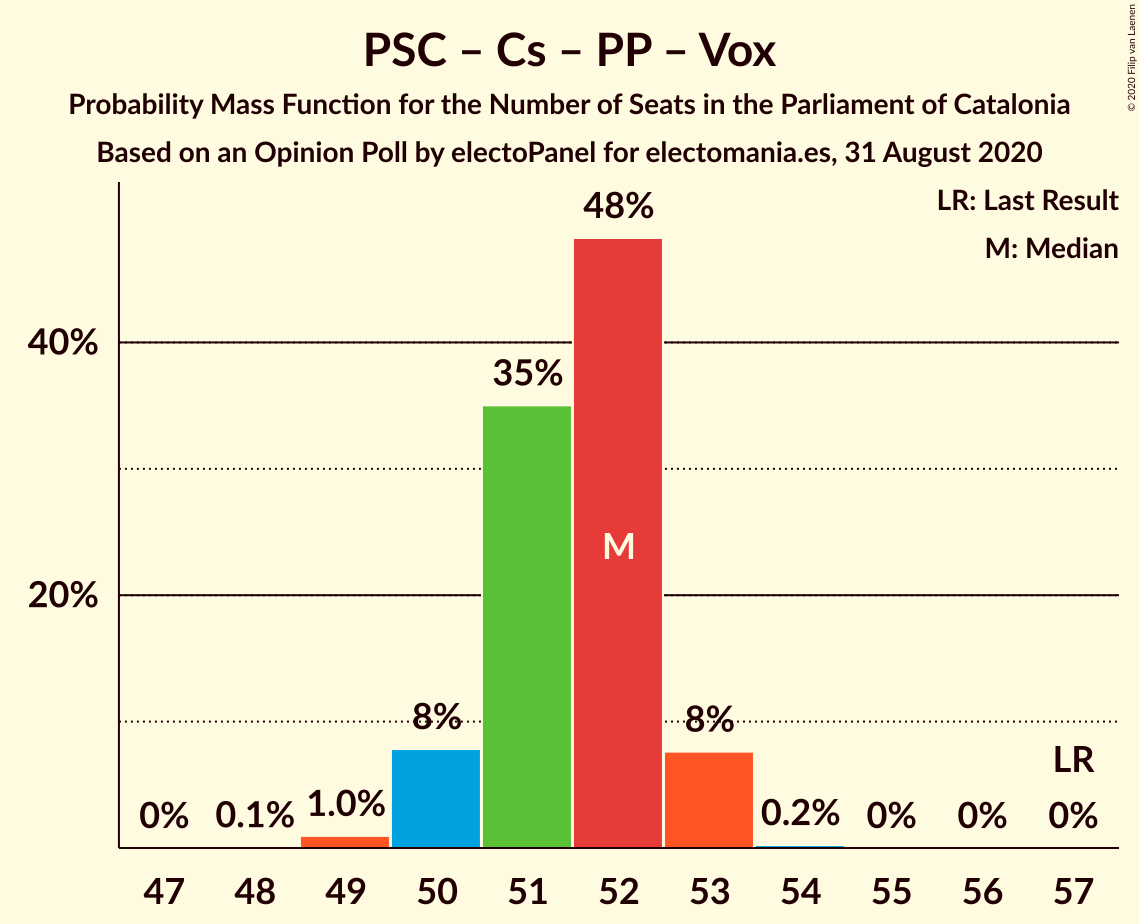 PSC – Cs – PP – Vox
Probability Mass Function for the Number of Seats in the Parliament of Catalonia
Based on an Opinion Poll by electoPanel for electomania.es, 31 August 2020
© 2020 Filip van Laenen
LR: Last Result
M: Median
40%
20%
0%
0.1%
1.0%
8%
35%
48%
M
8%
0.2%
0%
0%
LR
0%
47 48 49 50 51 52 53 54 55 56 57